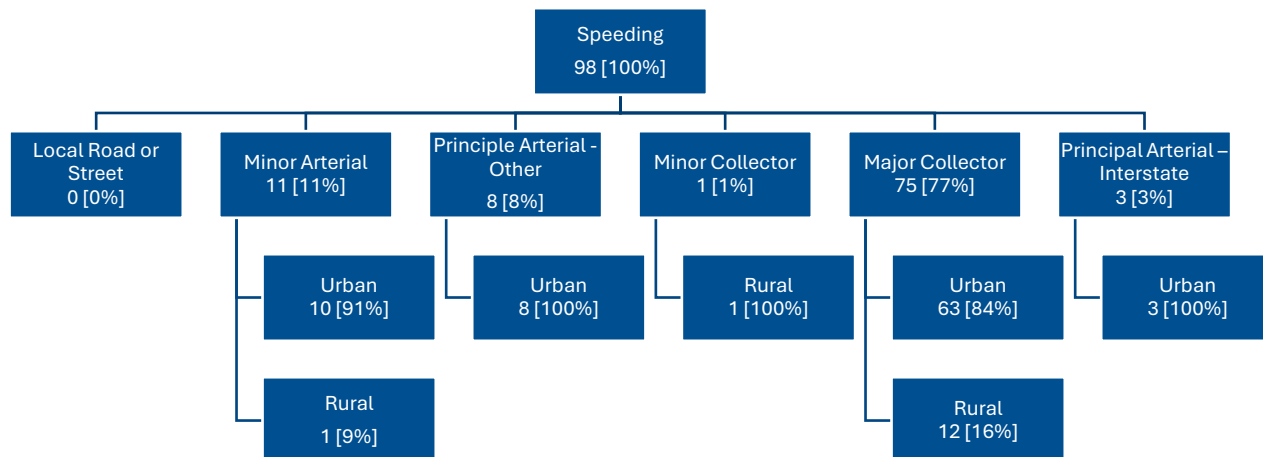 Speeding
98 [100%]
Local Road or
Street
0 [0%]
Minor Arterial
11 [11%]
Principle Arterial -
Other
8 [8%]
Minor Collector
1 [1%]
Major Collector
75 [77%]
Principal Arterial –
Interstate
3 [3%]
Urban
10 [91%]
Urban
8 [100%]
Rural
1 [100%]
Urban
63 [84%]
Urban
3 [100%]
Rural
1 [9%]
Rural
12 [16%]